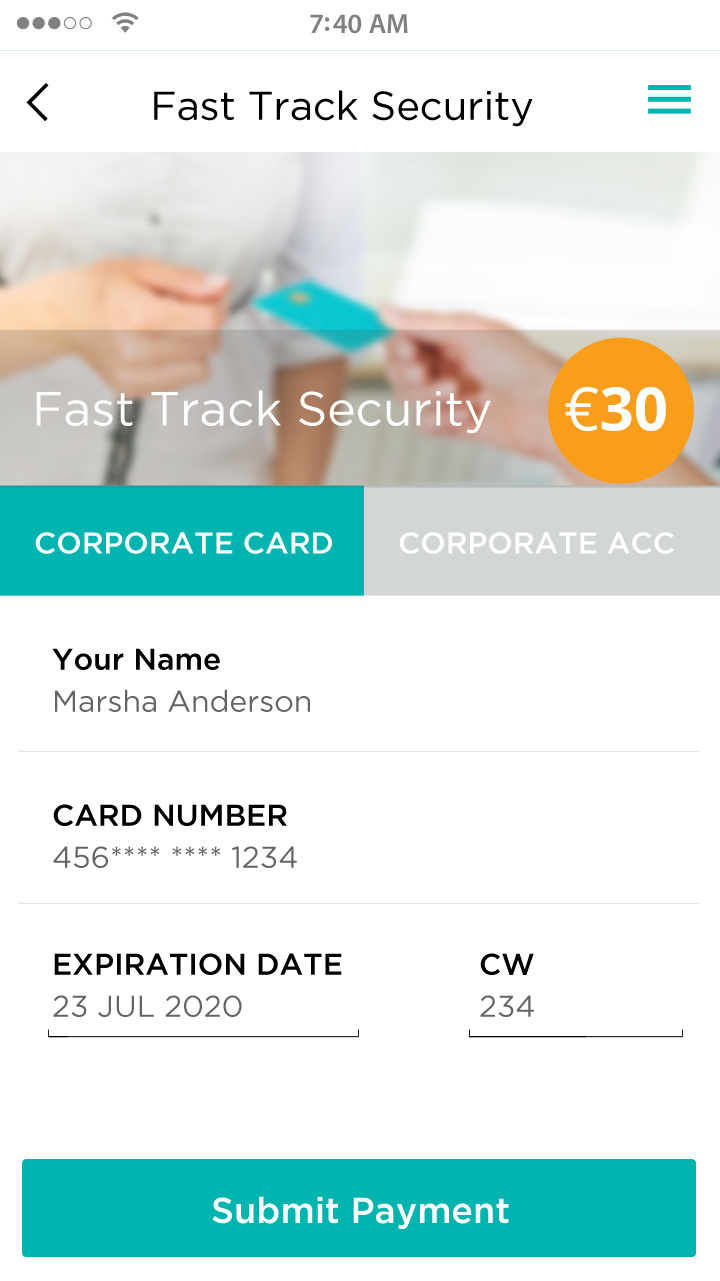 7:40 AM
Fast Track Security
Fast Track Security
€30
CORPORATE CARD
CORPORATE ACC
Your Name
Marsha Anderson
CARD NUMBER
456**** **** 1234
EXPIRATION DATE
CW
23 JUL 2020
234
Submit Payment